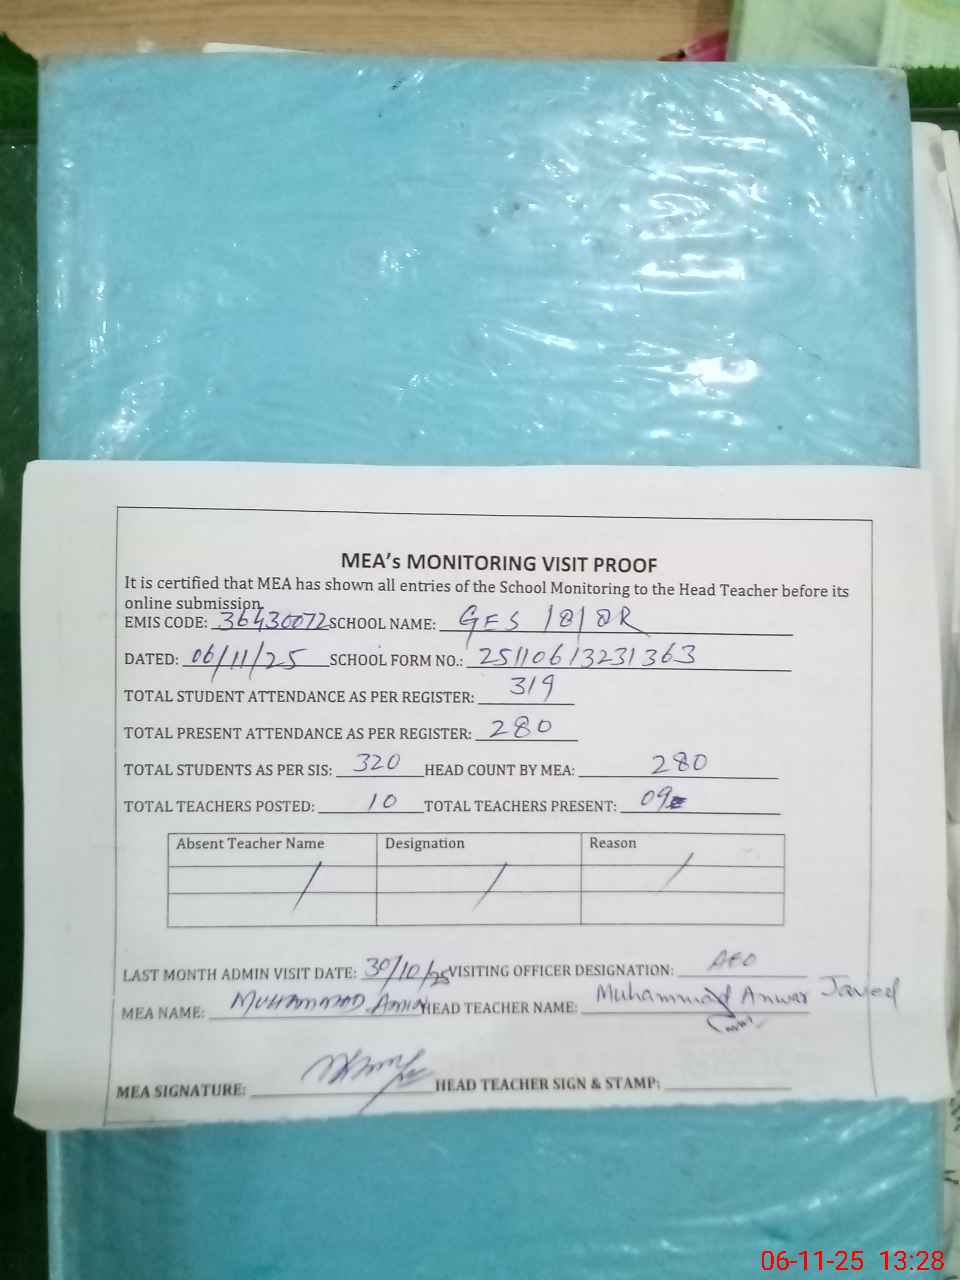 MEA's MONITORING VISIT PROOF
It is certified that MEA has shown all entries of the School Monitoring to the Head Teacher before its
online submission.
EMIS CODE: 36430072 SCHOOL NAME: GES 18/8R
DATED: 06/11/25 SCHOOL FORM NO.: 25110613231363
TOTAL STUDENT ATTENDANCE AS PER REGISTER: 319
TOTAL PRESENT ATTENDANCE AS PER REGISTER: 280
TOTAL STUDENTS AS PER SIS: 320 HEAD COUNT BY MEA: 280
TOTAL TEACHERS POSTED: 10 TOTAL TEACHERS PRESENT: 09
Absent Teacher Name Designation Reason
LAST MONTH ADMIN VISIT DATE: 30/10/25 VISITING OFFICER DESIGNATION: AEO
MEA NAME: MUHAMMAD AMIN HEAD TEACHER NAME: Muhammad Anwar Javed
MEA SIGNATURE: HEAD TEACHER SIGN & STAMP:
06-11-25 13:28